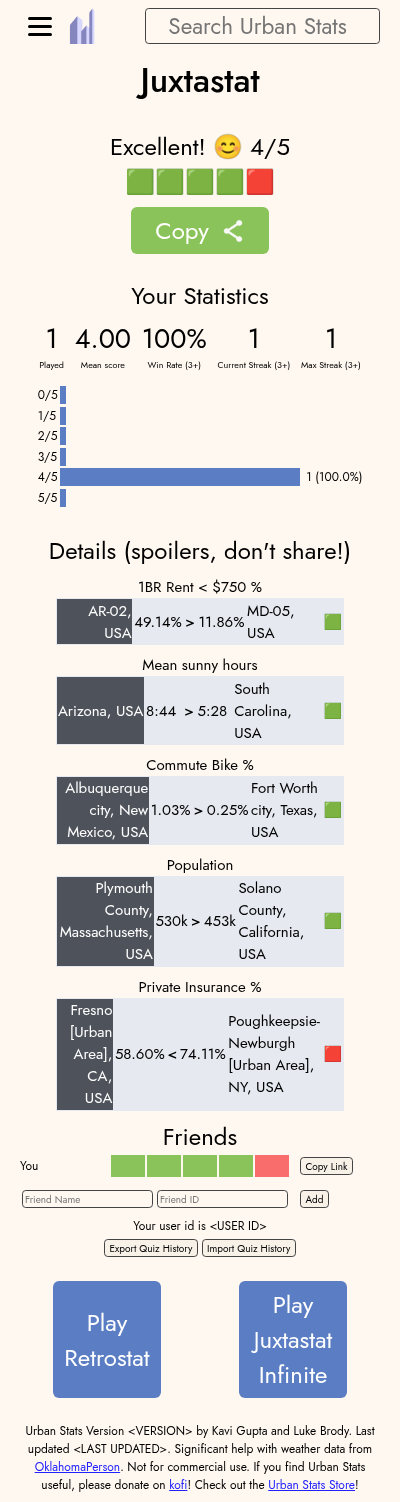 Search Urban Stats
Juxtastat
Excellent! 😊 4/5
🟩🟩🟩🟩🟥
Copy
Your Statistics
1 4.00 100% 1 1
Played Mean score Win Rate (3+) Current Streak (3+) Max Streak (3+)
0/5
1/5
2/5
3/5
4/5 1 (100.0%)
5/5
Details (spoilers, don't share!)
1BR Rent < $750 %
AR-02,
USA
49.14% > 11.86%
MD-05,
USA
🟩
Mean sunny hours
Arizona, USA
8:44 > 5:28
South
Carolina,
USA
🟩
Commute Bike %
Albuquerque
city, New
Mexico, USA
1.03% > 0.25%
Fort Worth
city, Texas,
USA
🟩
Population
Plymouth
County,
Massachusetts,
USA
530k > 453k
Solano
County,
California,
USA
🟩
Private Insurance %
Fresno
[Urban
Area],
CA,
USA
58.60% < 74.11%
Poughkeepsie-
Newburgh
[Urban Area],
NY, USA
🟥
Friends
You Copy Link
Friend Name Friend ID Add
Your user id is <USER ID>
Export Quiz History Import Quiz History
Play
Retrostat
Play
Juxtastat
Infinite
Urban Stats Version <VERSION> by Kavi Gupta and Luke Brody. Last
updated <LAST UPDATED>. Significant help with weather data from
OklahomaPerson. Not for commercial use. If you find Urban Stats
useful, please donate on kofi! Check out the Urban Stats Store!